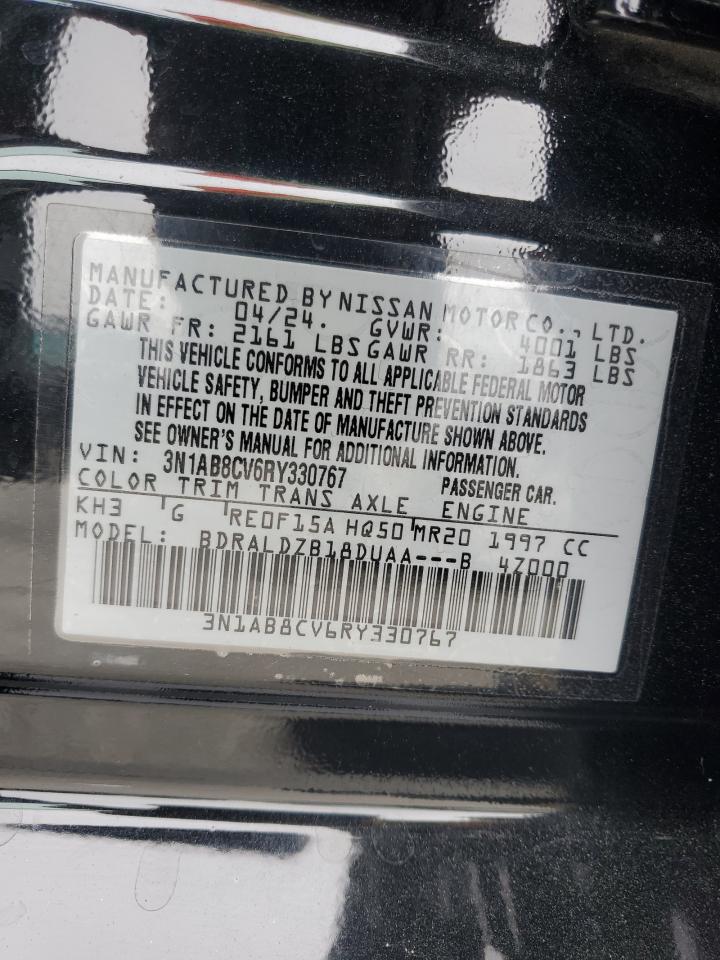 MANUFACTURED BY NISSAN MOTOR CO., LTD.
DATE: 04/24. GVWR: 4001 LBS
GAWR FR: 2161 LBS GAWR RR: 1863 LBS
THIS VEHICLE CONFORMS TO ALL APPLICABLE FEDERAL MOTOR
VEHICLE SAFETY, BUMPER AND THEFT PREVENTION STANDARDS
IN EFFECT ON THE DATE OF MANUFACTURE SHOWN ABOVE.
SEE OWNER'S MANUAL FOR ADDITIONAL INFORMATION.
VIN: 3N1AB8CV6RY330767 PASSENGER CAR.
COLOR TRIM TRANS AXLE ENGINE
KH3 G RE0F15A HQ50 MR20 1997 CC
MODEL: BDRALDZB18DUAA---B 4Z000
3N1AB8CV6RY330767